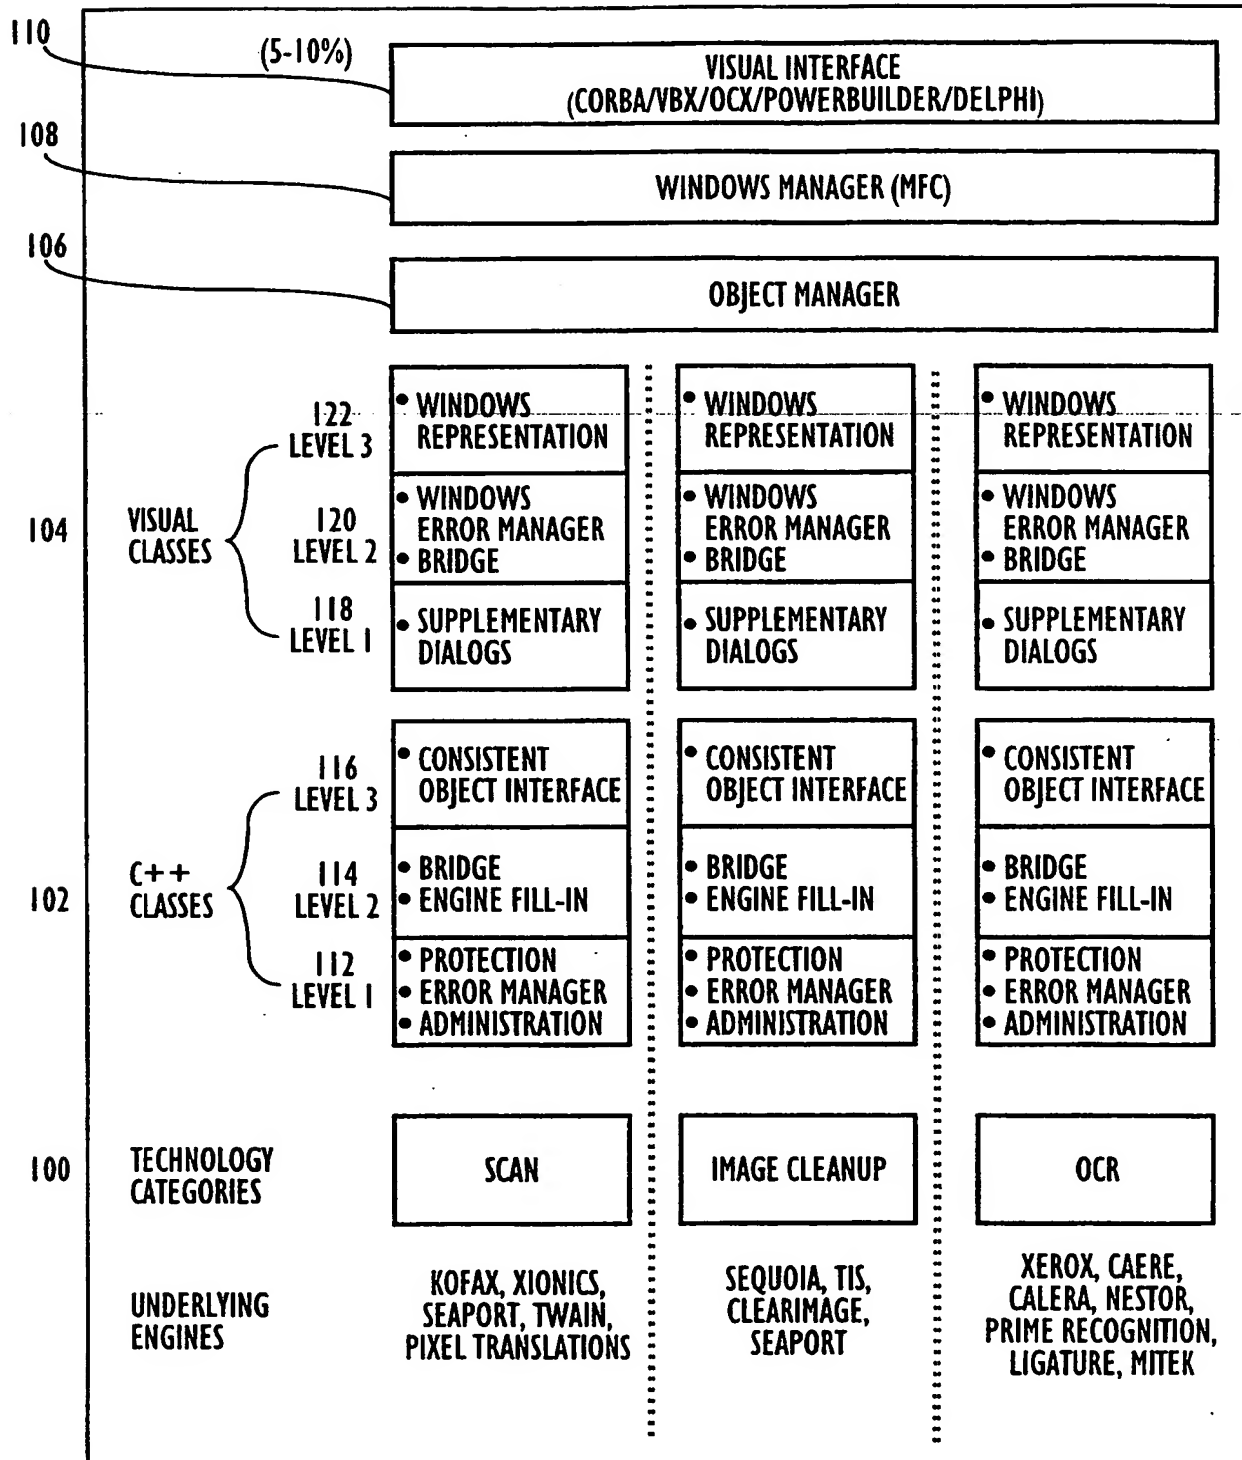 110
(5-10%)
VISUAL INTERFACE
(CORBA/VBX/OCX/POWERBUILDER/DELPHI)
108
WINDOWS MANAGER (MFC)
106
OBJECT MANAGER
104
VISUAL
CLASSES
122
LEVEL 3
• WINDOWS
REPRESENTATION
• WINDOWS
REPRESENTATION
• WINDOWS
REPRESENTATION
120
LEVEL 2
• WINDOWS
ERROR MANAGER
• BRIDGE
• WINDOWS
ERROR MANAGER
• BRIDGE
• WINDOWS
ERROR MANAGER
• BRIDGE
118
LEVEL 1
• SUPPLEMENTARY
DIALOGS
• SUPPLEMENTARY
DIALOGS
• SUPPLEMENTARY
DIALOGS
102
C++
CLASSES
116
LEVEL 3
• CONSISTENT
OBJECT INTERFACE
• CONSISTENT
OBJECT INTERFACE
• CONSISTENT
OBJECT INTERFACE
114
LEVEL 2
• BRIDGE
• ENGINE FILL-IN
• BRIDGE
• ENGINE FILL-IN
• BRIDGE
• ENGINE FILL-IN
112
LEVEL 1
• PROTECTION
• ERROR MANAGER
• ADMINISTRATION
• PROTECTION
• ERROR MANAGER
• ADMINISTRATION
• PROTECTION
• ERROR MANAGER
• ADMINISTRATION
100
TECHNOLOGY
CATEGORIES
SCAN
IMAGE CLEANUP
OCR
UNDERLYING
ENGINES
KOFAX, XIONICS,
SEAPORT, TWAIN,
PIXEL TRANSLATIONS
SEQUOIA, TIS,
CLEARIMAGE,
SEAPORT
XEROX, CAERE,
CALERA, NESTOR,
PRIME RECOGNITION,
LIGATURE, MITEK